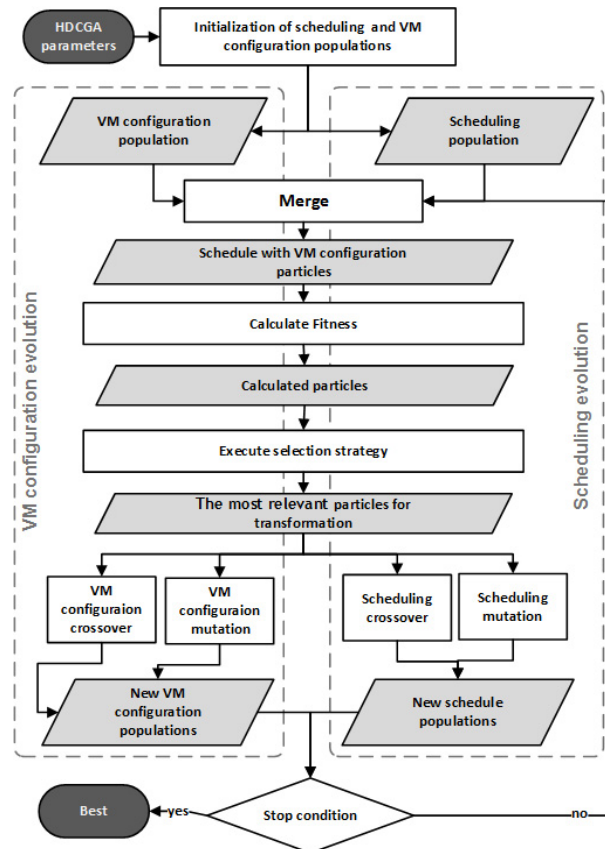 HDCGA
parameters
Initialization of scheduling and VM
configuration populations
VM configuration
population
Scheduling
population
Merge
Schedule with VM configuration
particles
Calculate Fitness
Calculated particles
Execute selection strategy
The most relevant particles for
transformation
VM configuration evolution
Scheduling evolution
VM
configuraion
crossover
VM
configuraion
mutation
Scheduling
crossover
Scheduling
mutation
New VM
configuration
populations
New schedule
populations
Best
yes
Stop condition
no